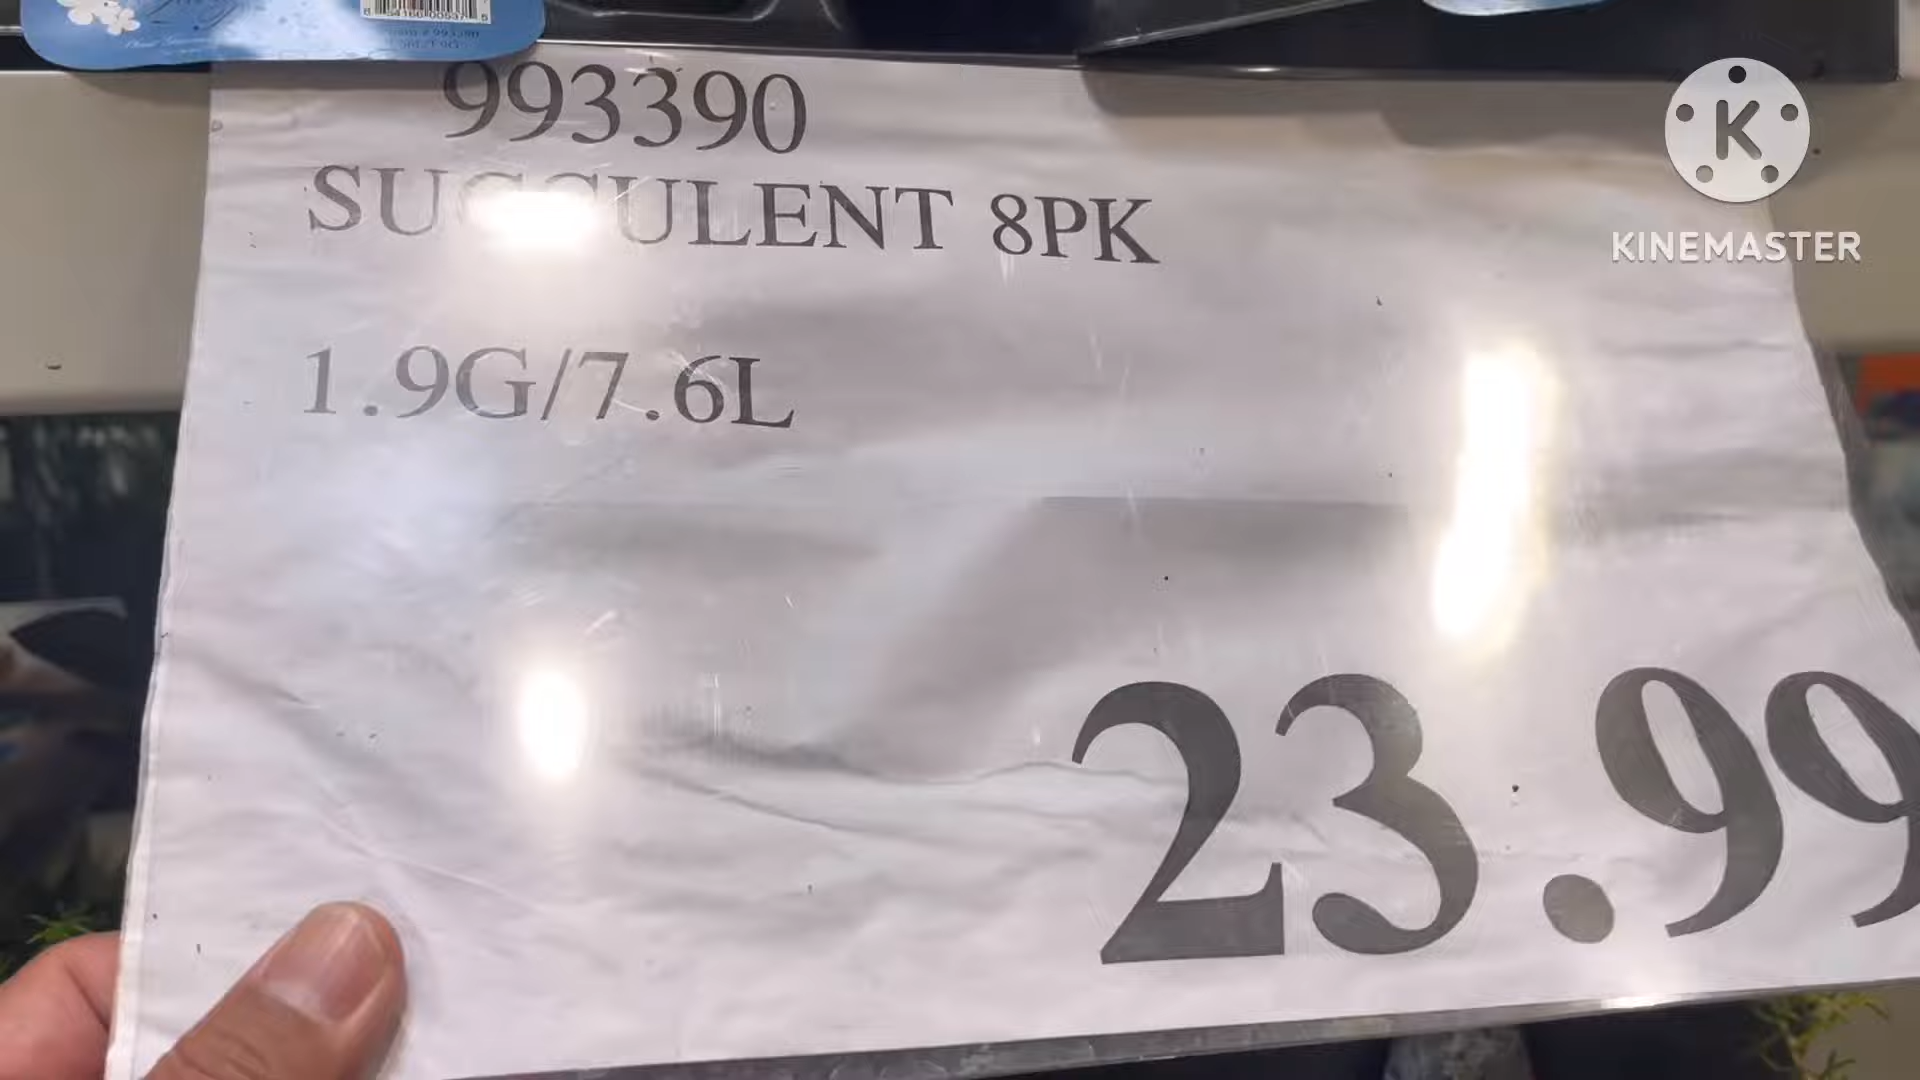 993390
SUCCULENT 8PK
1.9G/7.6L
23.99
K
KINEMASTER